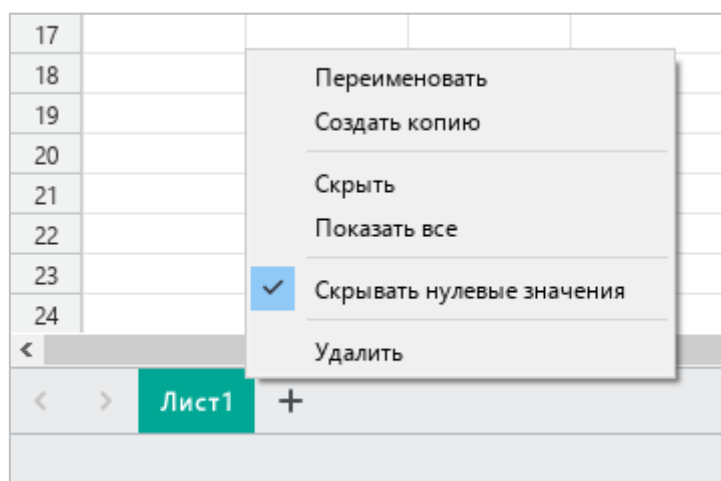 17
18
19
20
21
22
23
24
Переименовать
Создать копию
Скрыть
Показать все
Скрывать нулевые значения
Удалить
Лист1